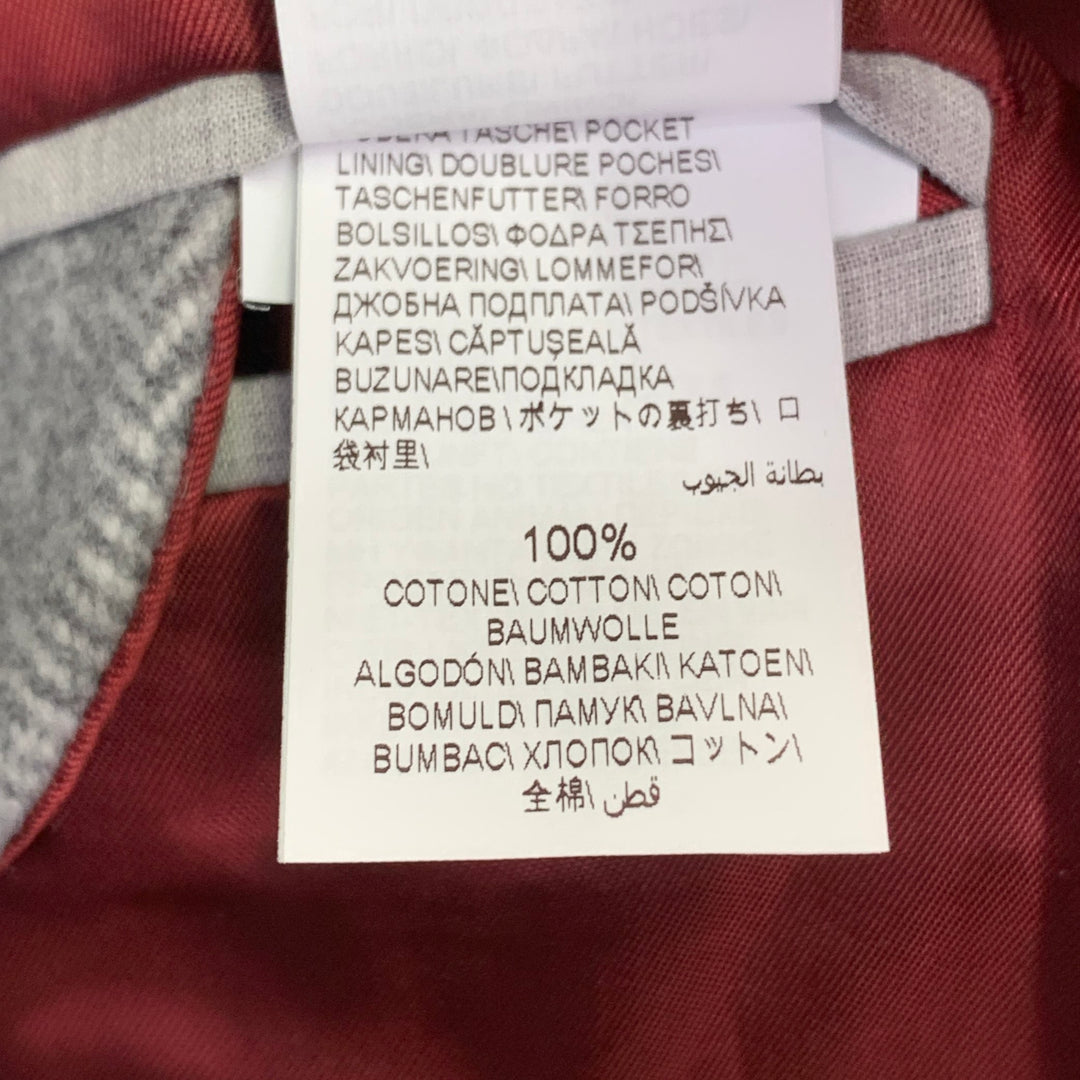 TASCHE\ POCKET
LINING\ DOUBLURE POCHES\
TASCHENFUTTER\ FORRO
BOLSILLOS\ ΦΟΔΡΑ ΤΣΕΠΗΣ\
ZAKVOERING\ LOMMEFOR\
ДЖОБНА ПОДПЛАТА\ PODŠÍVKA
KAPES\ CĂPTUŞEALĂ
BUZUNARE\ПОДКЛАДКА
КАРМАНОВ\ ポケットの裏打ち\ 口
袋衬里\
بطانة الجيوب
100%
COTONE\ COTTON\ COTON\
BAUMWOLLE
ALGODÓN\ BAMBAKI\ KATOEN\
BOMULD\ ПАМУК\ BAVLNA\
BUMBAC\ ХЛОПОК\ コットン\
全棉\ قطن